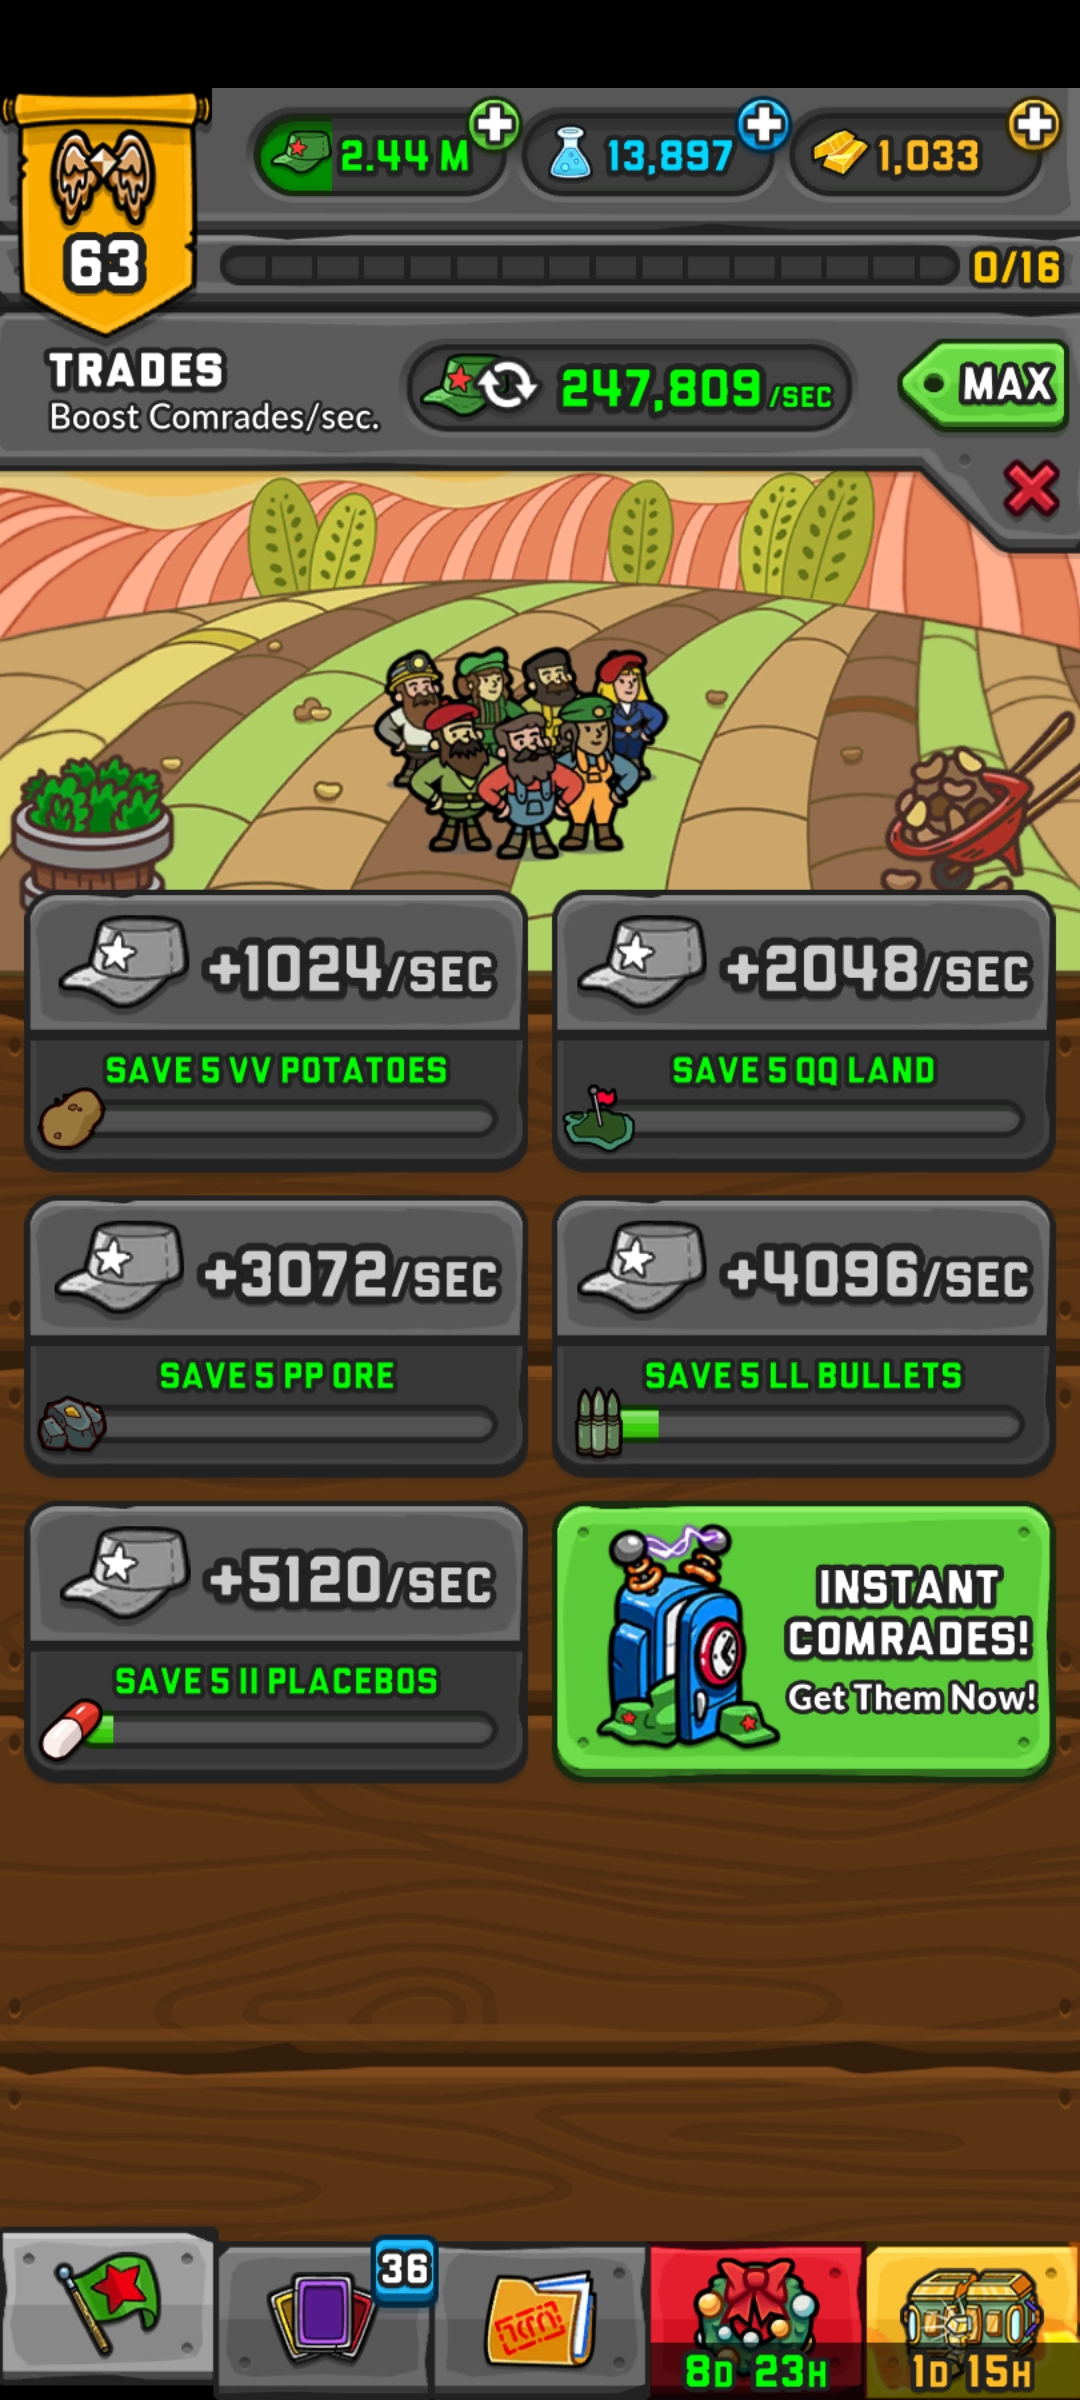 2.44 M
13,897
1,033
63
0/16
TRADES
Boost Comrades/sec.
247,809/SEC
MAX
+1024/SEC
SAVE 5 VV POTATOES
+2048/SEC
SAVE 5 QQ LAND
+3072/SEC
SAVE 5 PP ORE
+4096/SEC
SAVE 5 LL BULLETS
+5120/SEC
SAVE 5 II PLACEBOS
INSTANT
COMRADES!
Get Them Now!
36
8D 23H
1D 15H